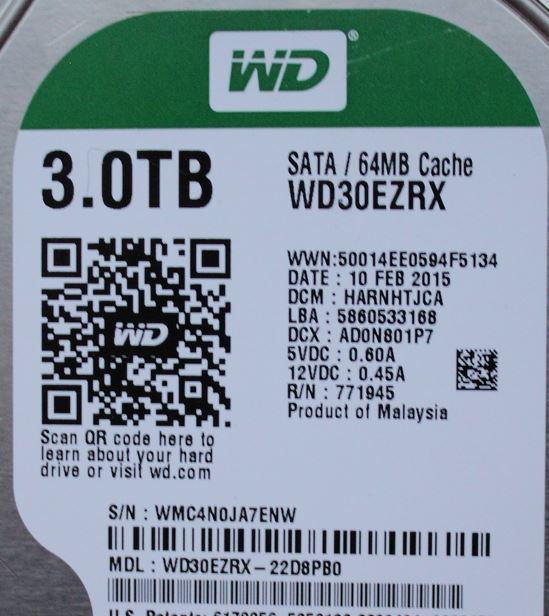 WD®
3.0TB
SATA / 64MB Cache
WD30EZRX
WWN:50014EE0594F5134
DATE : 10 FEB 2015
DCM : HARNHTJCA
LBA : 5860533168
DCX : AD0N801P7
5VDC : 0.60A
12VDC : 0.45A
R/N : 771945
Product of Malaysia
WD
Scan QR code here to
learn about your hard
drive or visit wd.com
S/N : WMC4N0JA7ENW
MDL : WD30EZRX-22D8PB0
U.S. Patents: